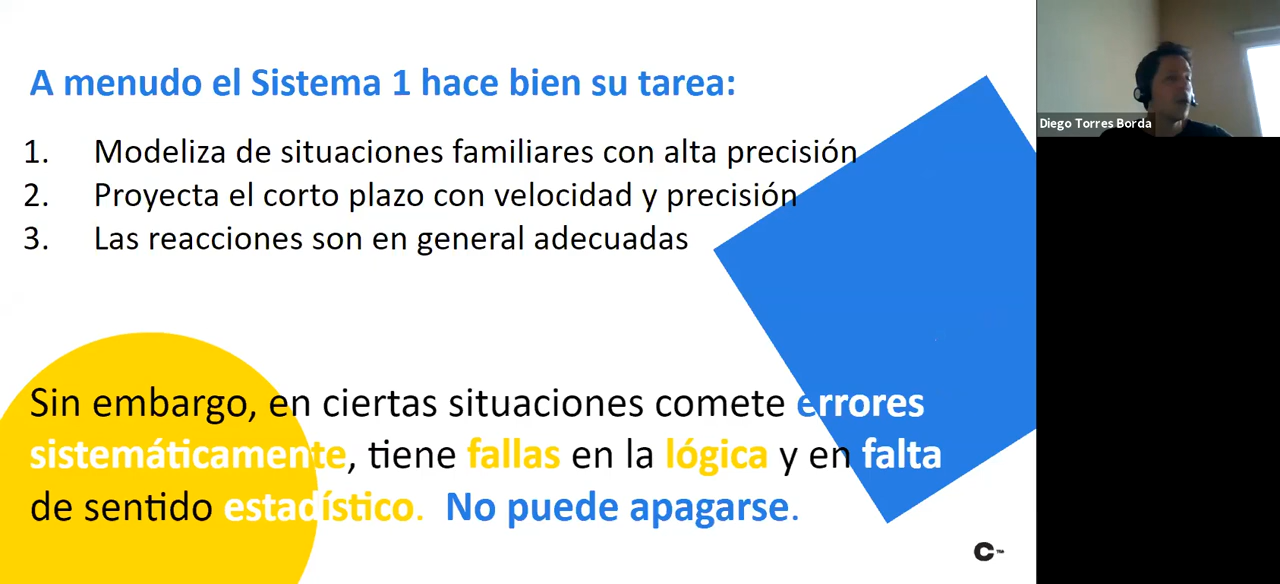 A menudo el Sistema 1 hace bien su tarea:
1. Modeliza de situaciones familiares con alta precisión
2. Proyecta el corto plazo con velocidad y precisión
3. Las reacciones son en general adecuadas
Sin embargo, en ciertas situaciones comete errores
sistemáticamente, tiene fallas en la lógica y en falta
de sentido estadístico. No puede apagarse.
C™
Diego Torres Borda